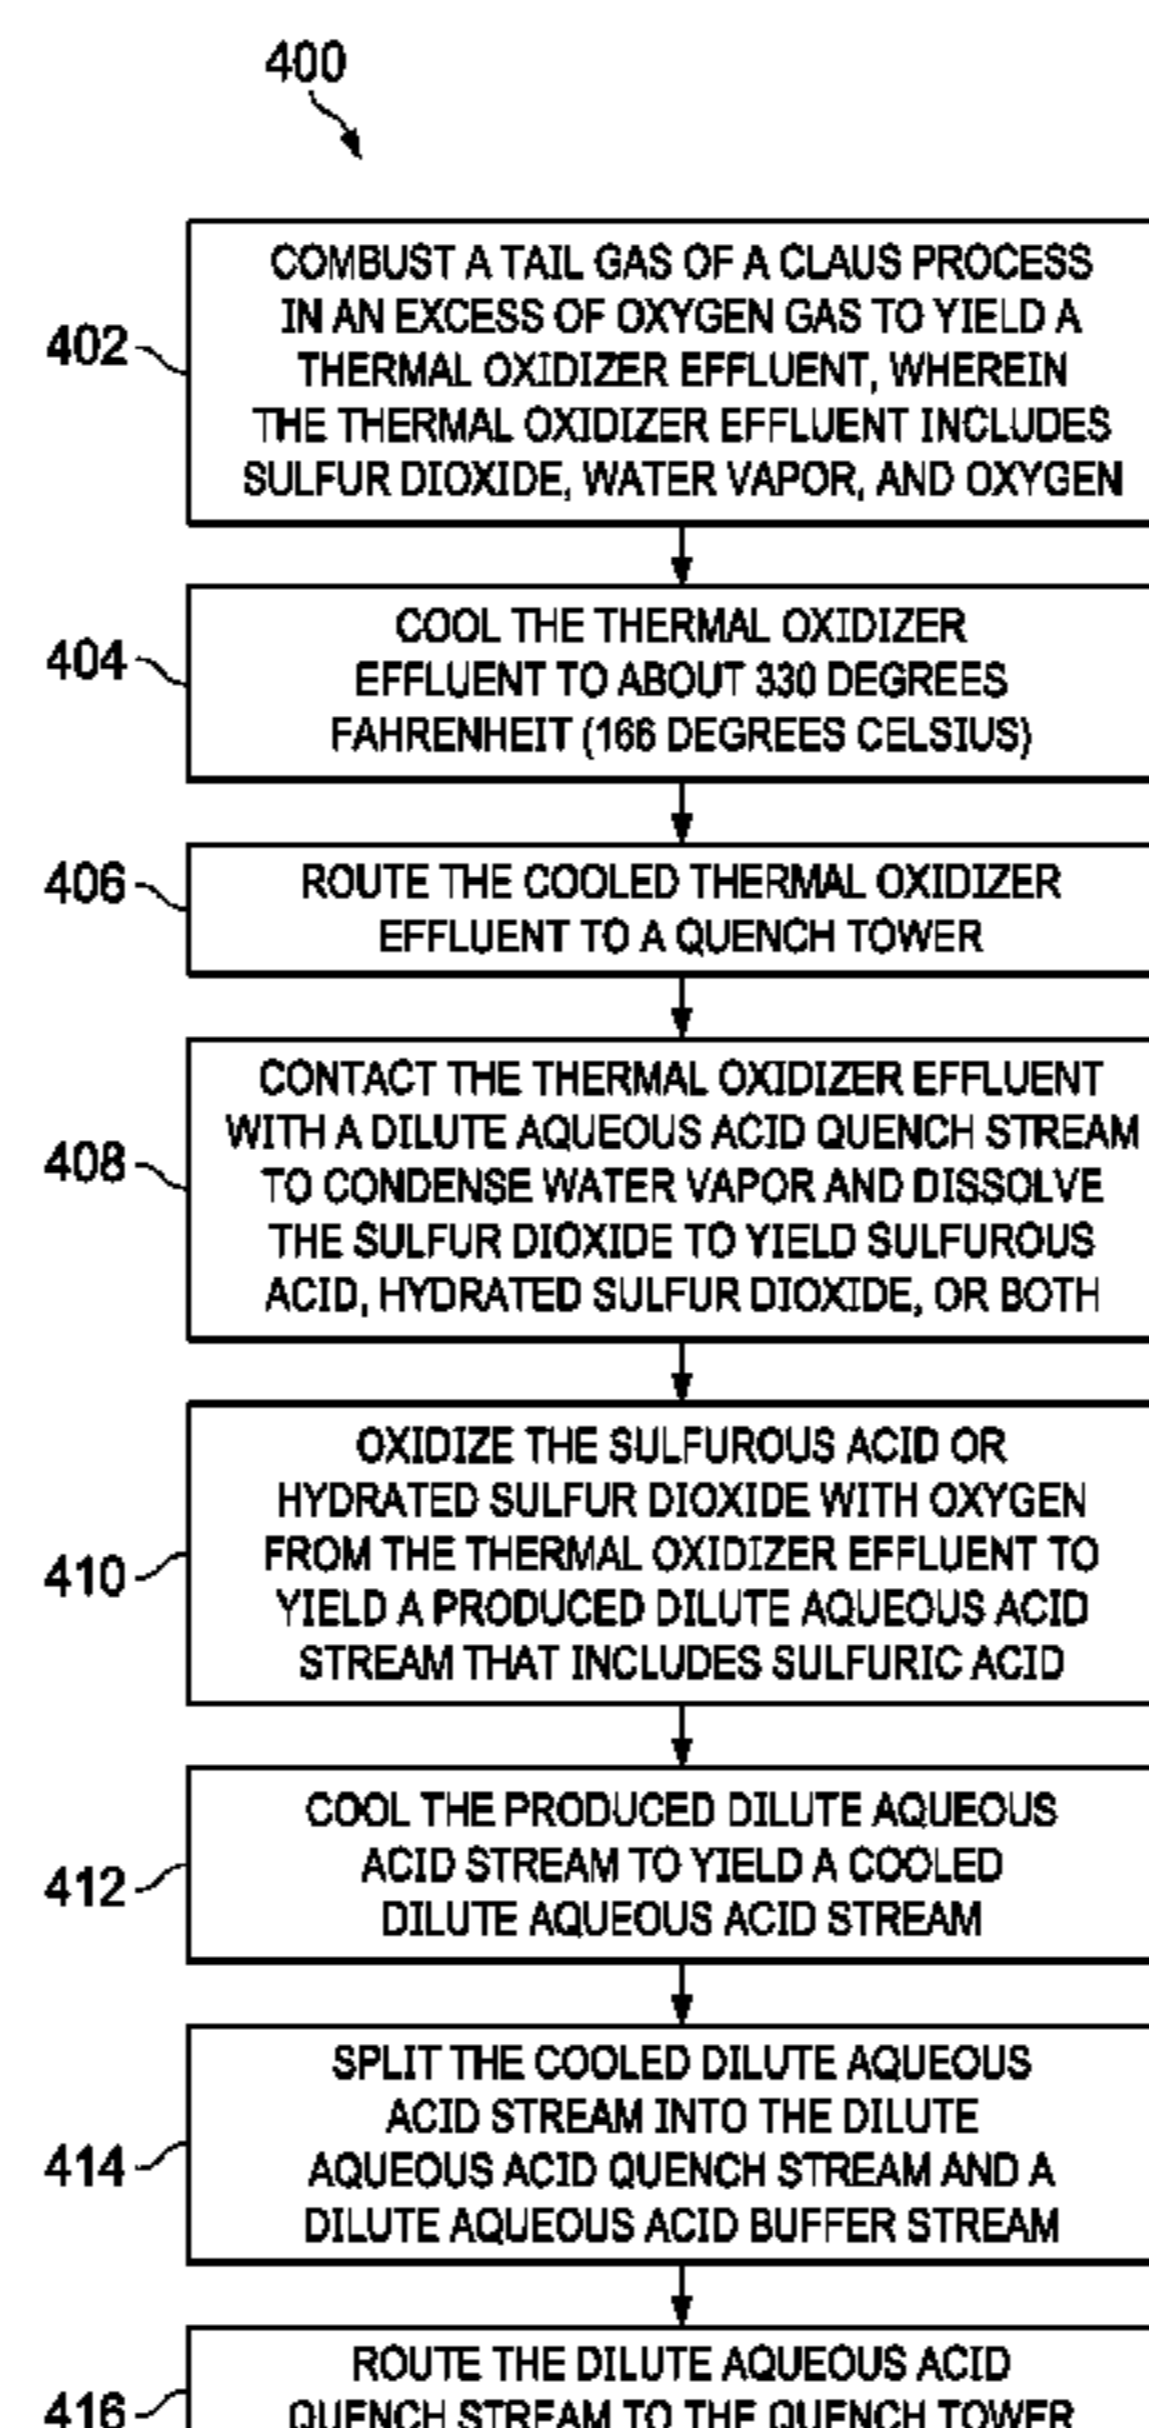 400
402
COMBUST A TAIL GAS OF A CLAUS PROCESS
IN AN EXCESS OF OXYGEN GAS TO YIELD A
THERMAL OXIDIZER EFFLUENT, WHEREIN
THE THERMAL OXIDIZER EFFLUENT INCLUDES
SULFUR DIOXIDE, WATER VAPOR, AND OXYGEN
404
COOL THE THERMAL OXIDIZER
EFFLUENT TO ABOUT 330 DEGREES
FAHRENHEIT (166 DEGREES CELSIUS)
406
ROUTE THE COOLED THERMAL OXIDIZER
EFFLUENT TO A QUENCH TOWER
408
CONTACT THE THERMAL OXIDIZER EFFLUENT
WITH A DILUTE AQUEOUS ACID QUENCH STREAM
TO CONDENSE WATER VAPOR AND DISSOLVE
THE SULFUR DIOXIDE TO YIELD SULFUROUS
ACID, HYDRATED SULFUR DIOXIDE, OR BOTH
410
OXIDIZE THE SULFUROUS ACID OR
HYDRATED SULFUR DIOXIDE WITH OXYGEN
FROM THE THERMAL OXIDIZER EFFLUENT TO
YIELD A PRODUCED DILUTE AQUEOUS ACID
STREAM THAT INCLUDES SULFURIC ACID
412
COOL THE PRODUCED DILUTE AQUEOUS
ACID STREAM TO YIELD A COOLED
DILUTE AQUEOUS ACID STREAM
414
SPLIT THE COOLED DILUTE AQUEOUS
ACID STREAM INTO THE DILUTE
AQUEOUS ACID QUENCH STREAM AND A
DILUTE AQUEOUS ACID BUFFER STREAM
416
ROUTE THE DILUTE AQUEOUS ACID
QUENCH STREAM TO THE QUENCH TOWER